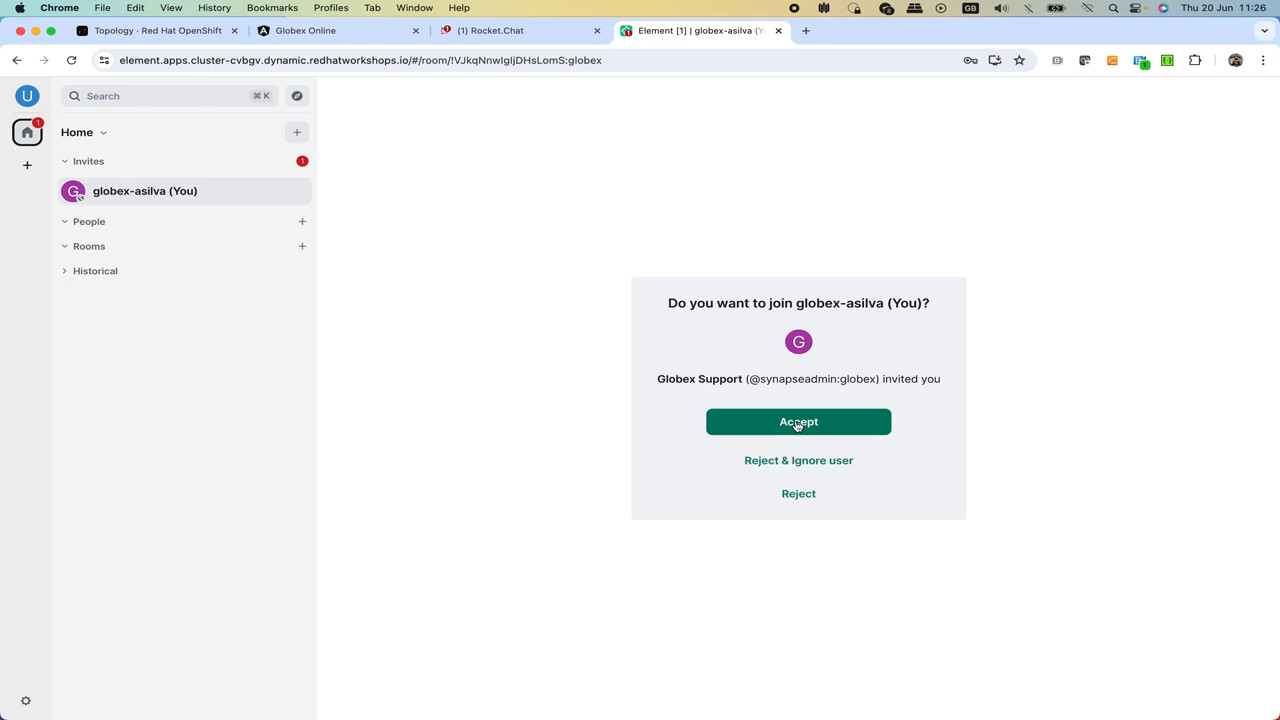 Chrome File Edit View History Bookmarks Profiles Tab Window Help GB Thu 20 Jun 11:26
Topology · Red Hat OpenShift
Globex Online
(1) Rocket.Chat
Element [1] | globex-asilva (Y
element.apps.cluster-cvbgv.dynamic.redhatworkshops.io/#/room/!VJkqNnwIgIjDHsLomS:globex
1
U
Search ⌘ K
1
Home
Invites 1
G globex-asilva (You)
People
Rooms
Historical
Do you want to join globex-asilva (You)?
G
Globex Support (@synapseadmin:globex) invited you
Accept
Reject & Ignore user
Reject